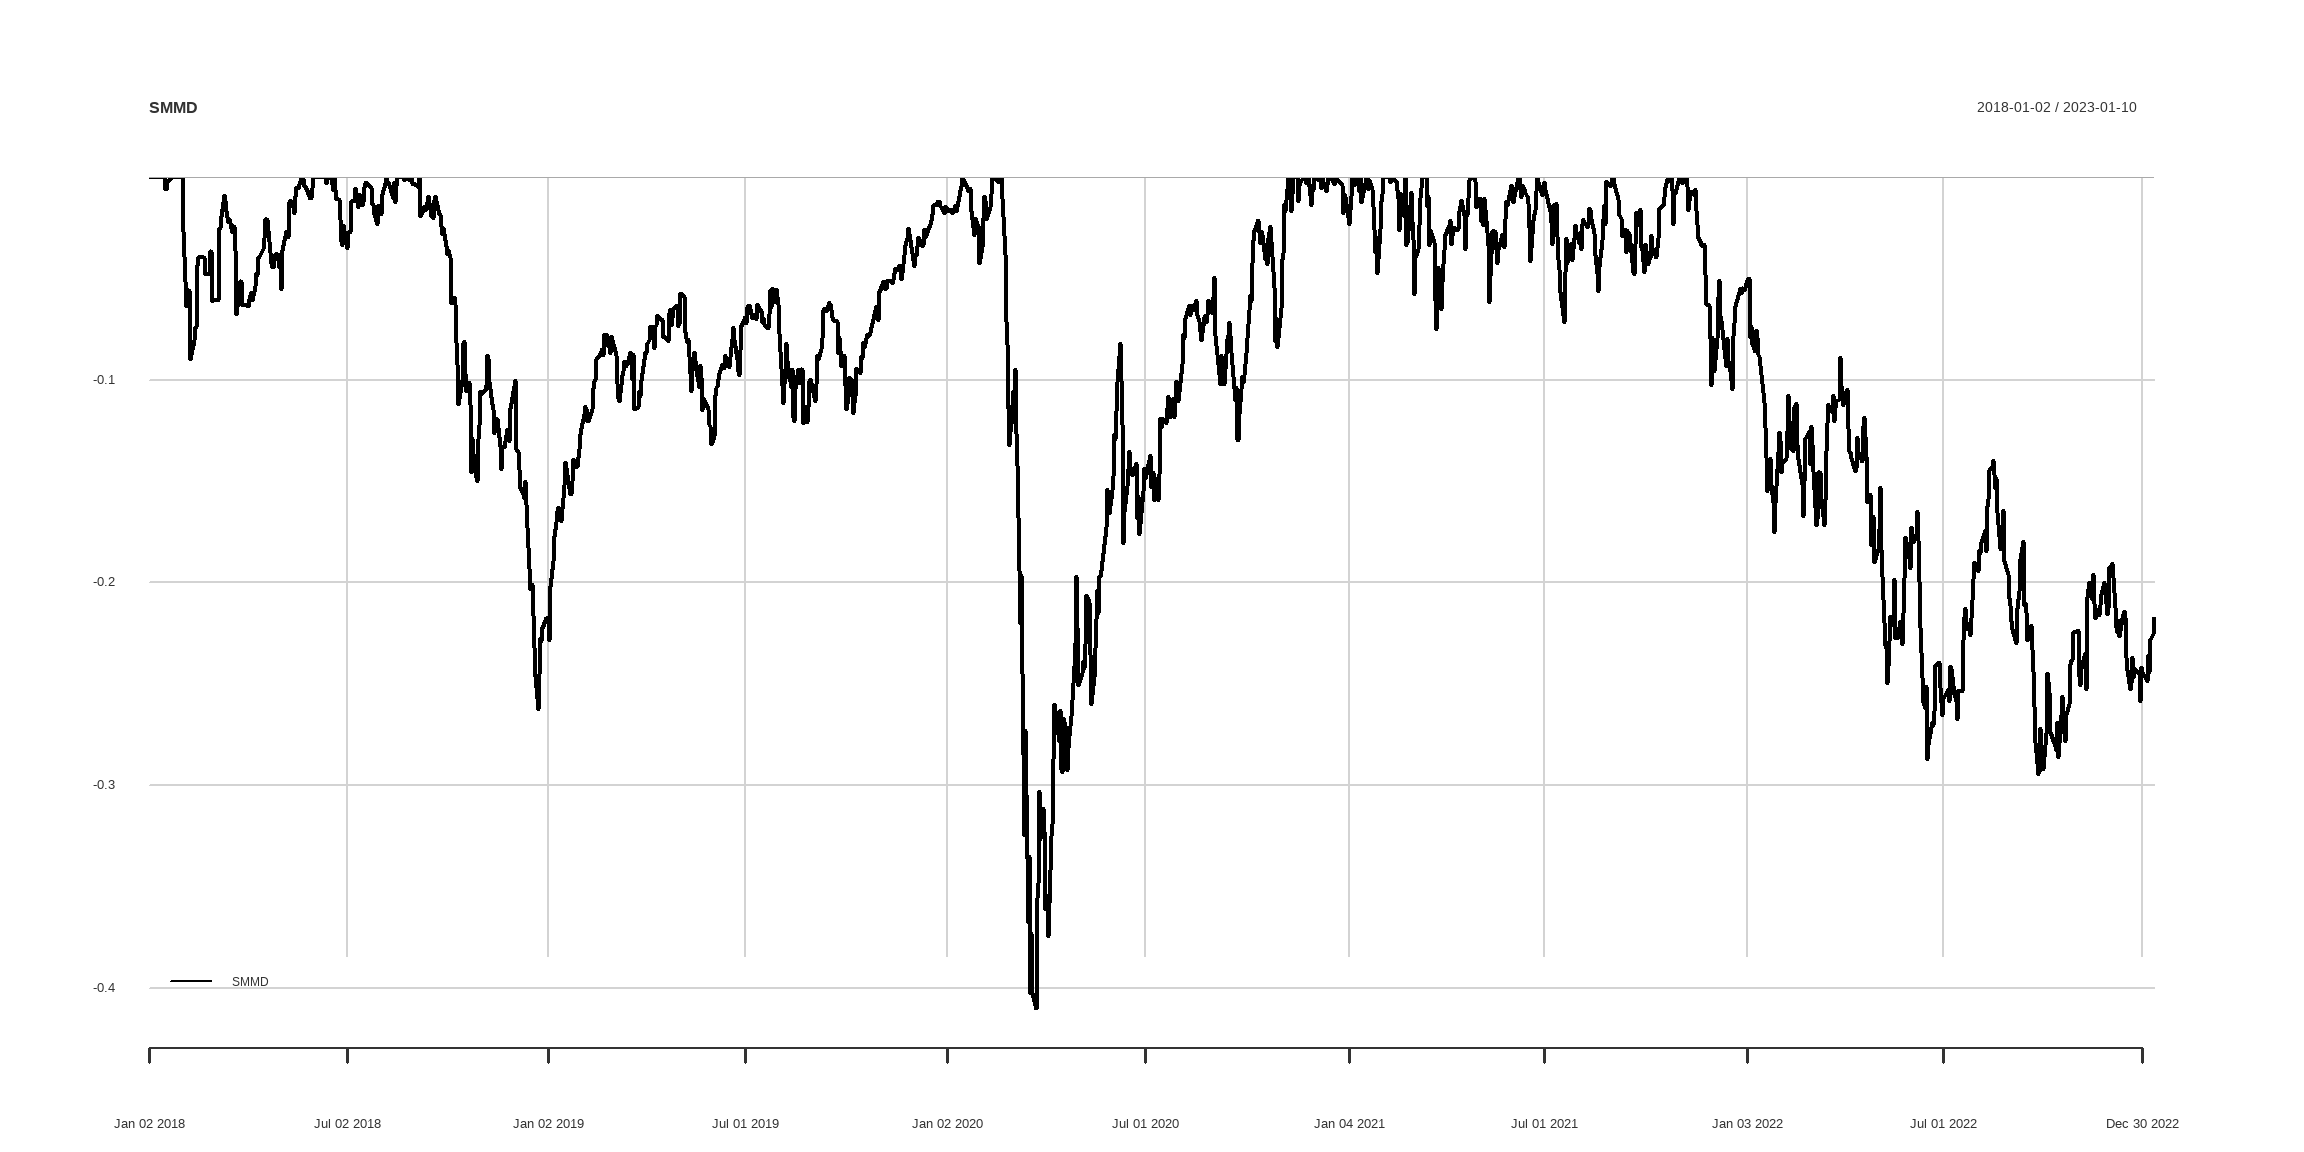 SMMD
2018-01-02 / 2023-01-10
-0.1
-0.2
-0.3
-0.4
SMMD
Jan 02 2018
Jul 02 2018
Jan 02 2019
Jul 01 2019
Jan 02 2020
Jul 01 2020
Jan 04 2021
Jul 01 2021
Jan 03 2022
Jul 01 2022
Dec 30 2022